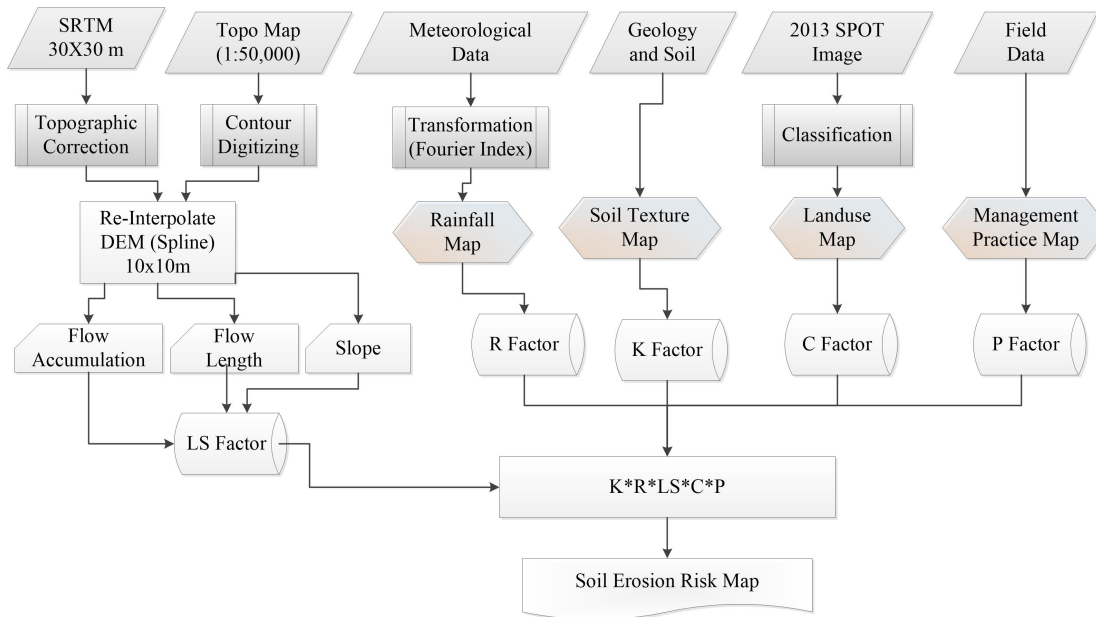 SRTM
30X30 m
Topo Map
(1:50,000)
Meteorological
Data
Geology
and Soil
2013 SPOT
Image
Field
Data
Topographic
Correction
Contour
Digitizing
Transformation
(Fourier Index)
Classification
Re-Interpolate
DEM (Spline)
10x10m
Rainfall
Map
Soil Texture
Map
Landuse
Map
Management
Practice Map
Flow
Accumulation
Flow
Length
Slope
R Factor
K Factor
C Factor
P Factor
LS Factor
K*R*LS*C*P
Soil Erosion Risk Map